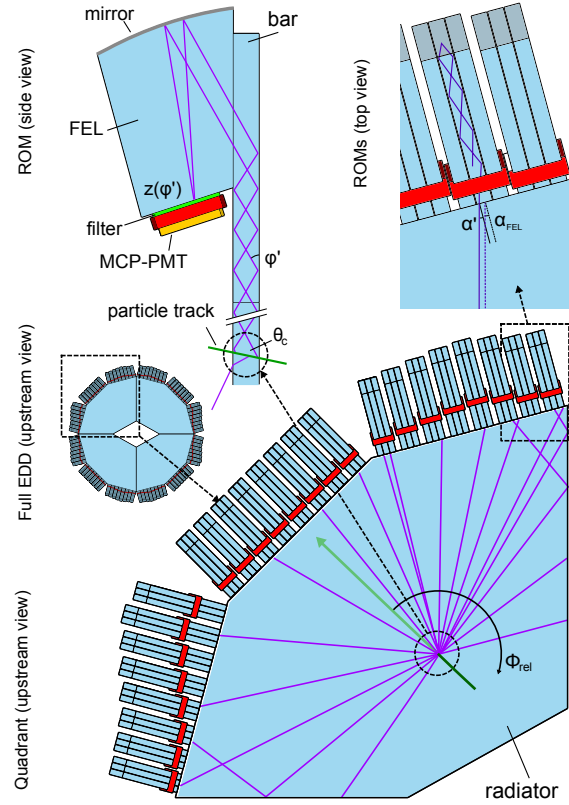 mirror
bar
ROM (side view)
FEL
z(φ')
filter
MCP-PMT
φ'
particle track
θc
ROMs (top view)
α'
αFEL
Full EDD (upstream view)
Quadrant (upstream view)
Φrel
radiator